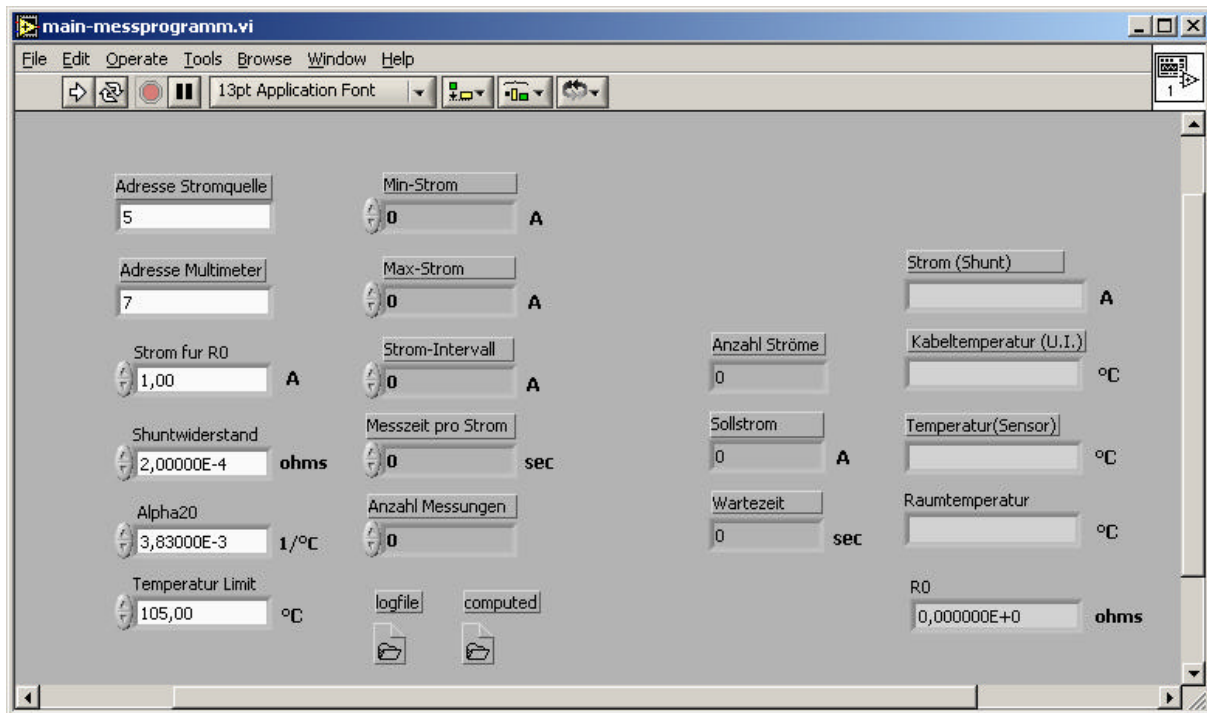 main-messprogramm.vi
File Edit Operate Tools Browse Window Help
13pt Application Font
1
Adresse Stromquelle
5
Adresse Multimeter
7
Strom fur R0
1,00 A
Shuntwiderstand
2,00000E-4 ohms
Alpha20
3,83000E-3 1/°C
Temperatur Limit
105,00 °C
Min-Strom
0 A
Max-Strom
0 A
Strom-Intervall
0 A
Messzeit pro Strom
0 sec
Anzahl Messungen
0
logfile computed
Anzahl Ströme
0
Sollstrom
0 A
Wartezeit
0 sec
Strom (Shunt)
A
Kabeltemperatur (U.I.)
°C
Temperatur(Sensor)
°C
Raumtemperatur
°C
R0
0,000000E+0 ohms